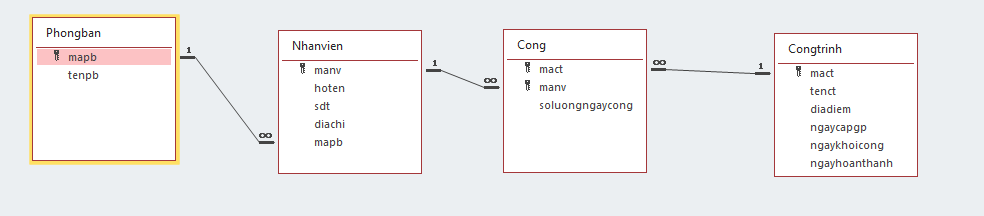 Phongban
mapb
tenpb
1
∞
Nhanvien
manv
hoten
sdt
diachi
mapb
1
∞
Cong
mact
manv
soluongngaycong
∞
1
Congtrinh
mact
tenct
diadiem
ngaycapgp
ngaykhoicong
ngayhoanthanh